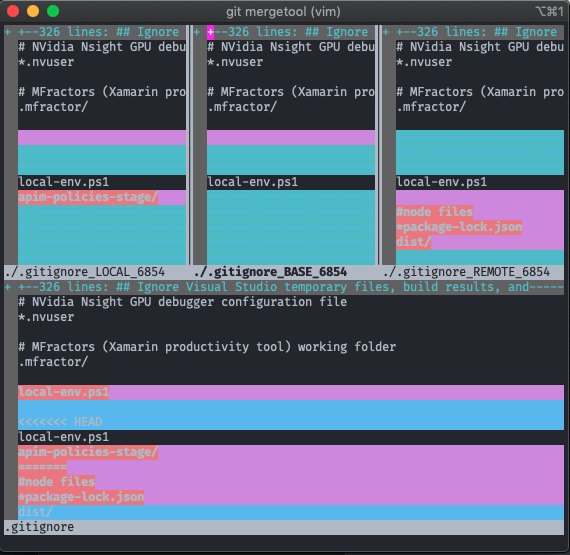 git mergetool (vim)
⌥⌘1
+ +--326 lines: ## Ignore
# NVidia Nsight GPU debu
*.nvuser
# MFractors (Xamarin pro
.mfractor/
local-env.ps1
apim-policies-stage/
./.gitignore_LOCAL_6854
+ +--326 lines: ## Ignore
# NVidia Nsight GPU debu
*.nvuser
# MFractors (Xamarin pro
.mfractor/
local-env.ps1
./.gitignore_BASE_6854
+ +--326 lines: ## Ignore
# NVidia Nsight GPU debu
*.nvuser
# MFractors (Xamarin pro
.mfractor/
local-env.ps1
#node files
*package-lock.json
dist/
./.gitignore_REMOTE_6854
+ +--326 lines: ## Ignore Visual Studio temporary files, build results, and-----
# NVidia Nsight GPU debugger configuration file
*.nvuser
# MFractors (Xamarin productivity tool) working folder
.mfractor/
local-env.ps1
<<<<<<< HEAD
local-env.ps1
apim-policies-stage/
=======
#node files
*package-lock.json
dist/
.gitignore